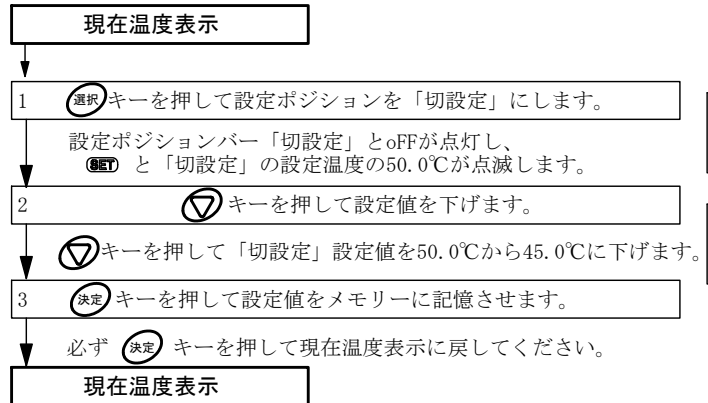 現在温度表示
1 選択キーを押して設定ポジションを「切設定」にします。
設定ポジションバー「切設定」とoFFが点灯し、
SET と「切設定」の設定温度の50.0℃が点滅します。
2 ▽キーを押して設定値を下げます。
▽キーを押して「切設定」設定値を50.0℃から45.0℃に下げます。
3 決定キーを押して設定値をメモリーに記憶させます。
必ず 決定 キーを押して現在温度表示に戻してください。
現在温度表示